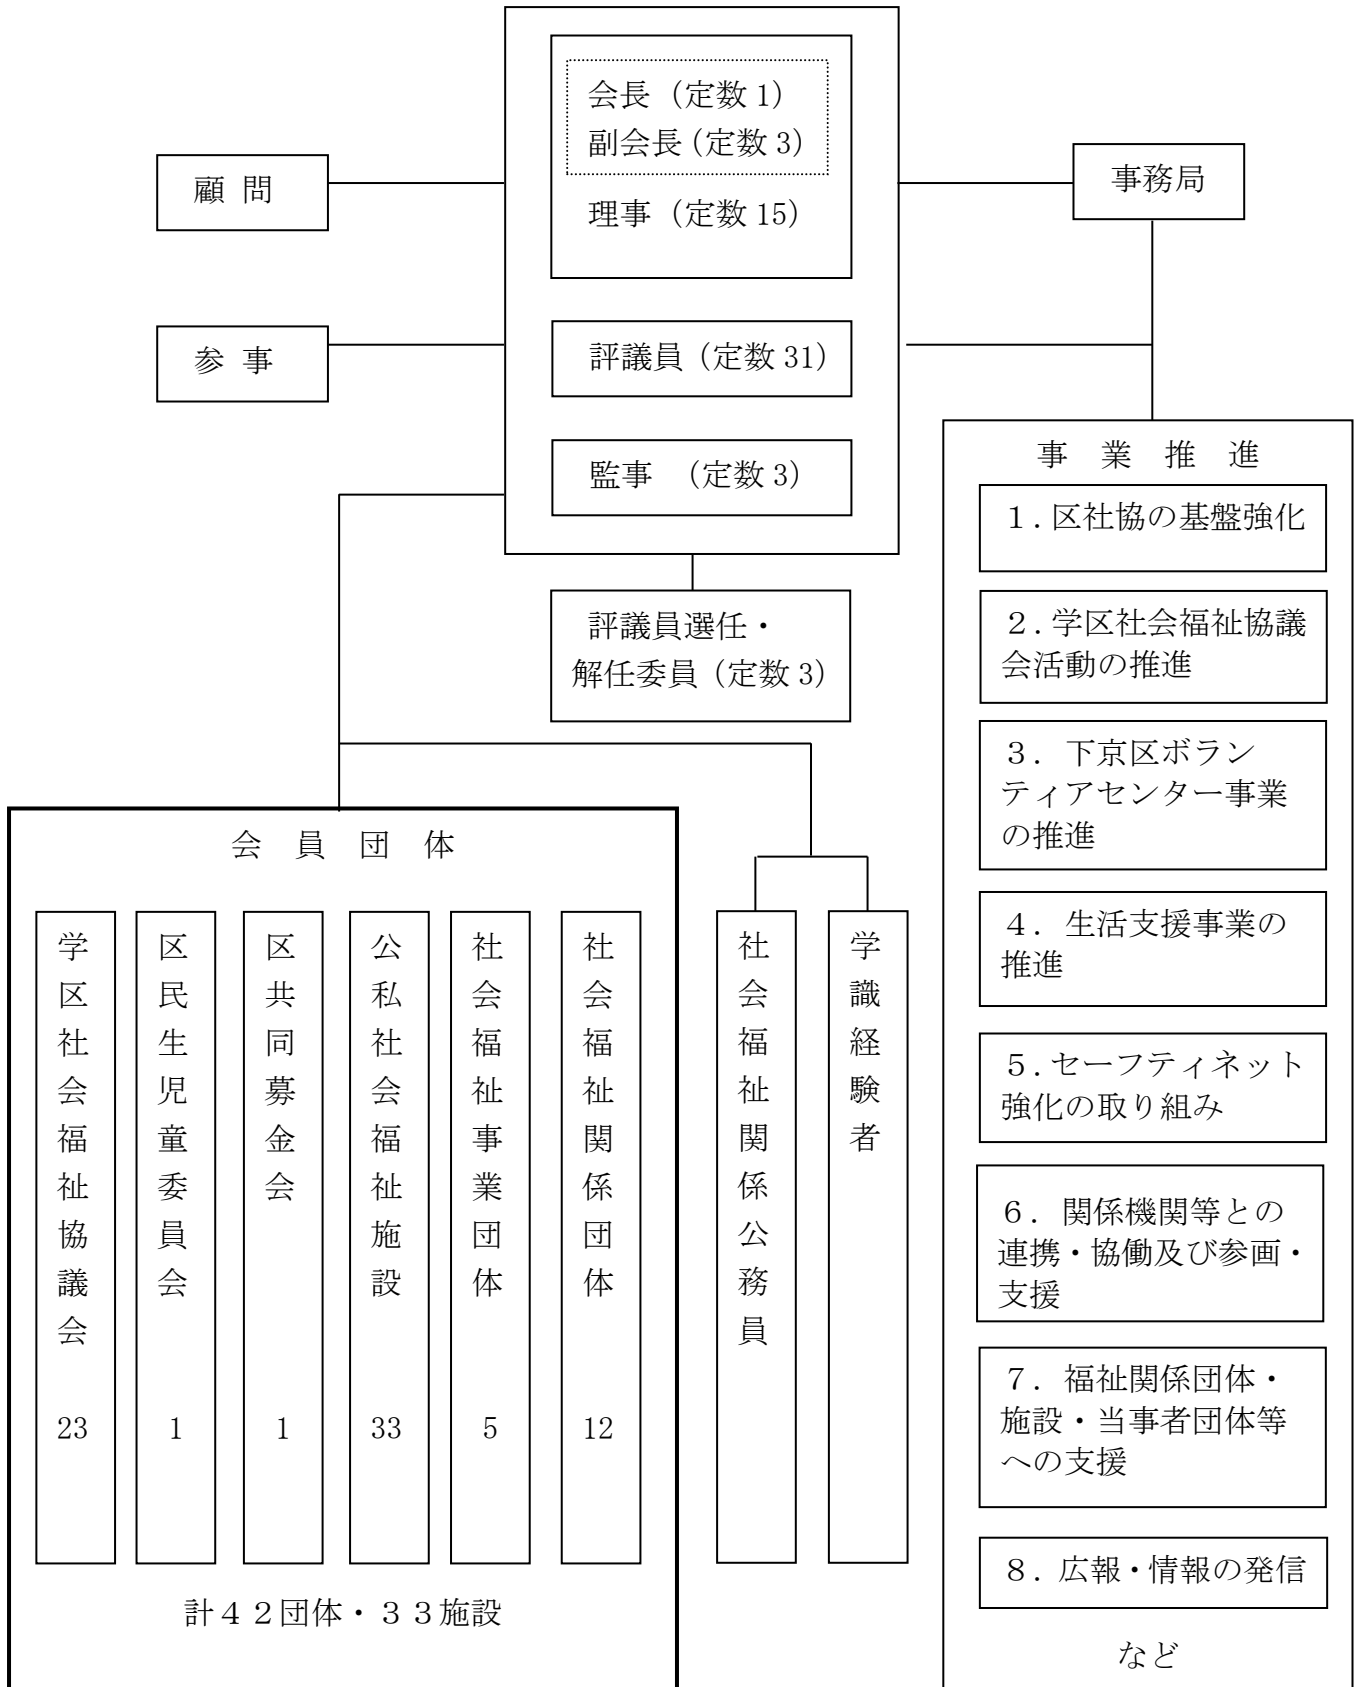 会長（定数 1）
副会長（定数 3）
理事（定数 15）
顧 問
事務局
参 事
評議員（定数 31）
監事 （定数 3）
評議員選任・
解任委員（定数 3）
事 業 推 進
１．区社協の基盤強化
２．学区社会福祉協議
会活動の推進
３．下京区ボラン
ティアセンター事業
の推進
４．生活支援事業の
推進
５．セーフティネット
強化の取り組み
６．関係機関等との
連携・協働及び参画・
支援
７．福祉関係団体・
施設・当事者団体等
への支援
８．広報・情報の発信
など
会 員 団 体
学区社会福祉協議会 23
区民生児童委員会 1
区共同募金会 1
公私社会福祉施設 33
社会福祉事業団体 5
社会福祉関係団体 12
計４２団体・３３施設
社会福祉関係公務員
学識経験者